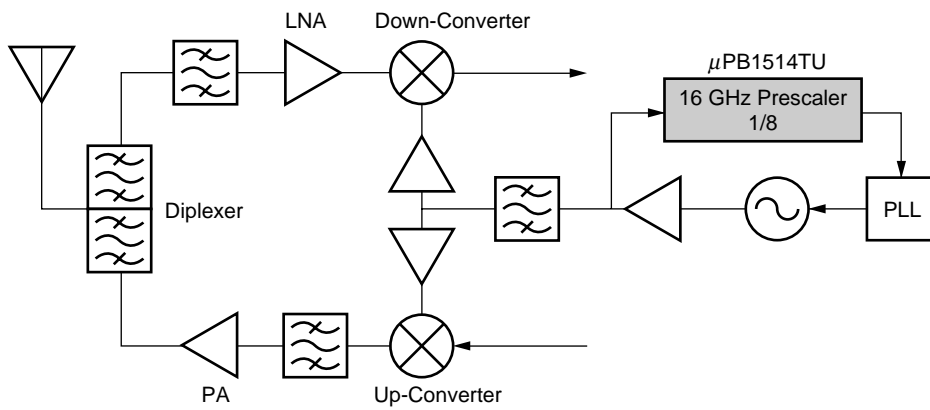 LNA
Down-Converter
μPB1514TU
16 GHz Prescaler
1/8
Diplexer
PLL
PA
Up-Converter